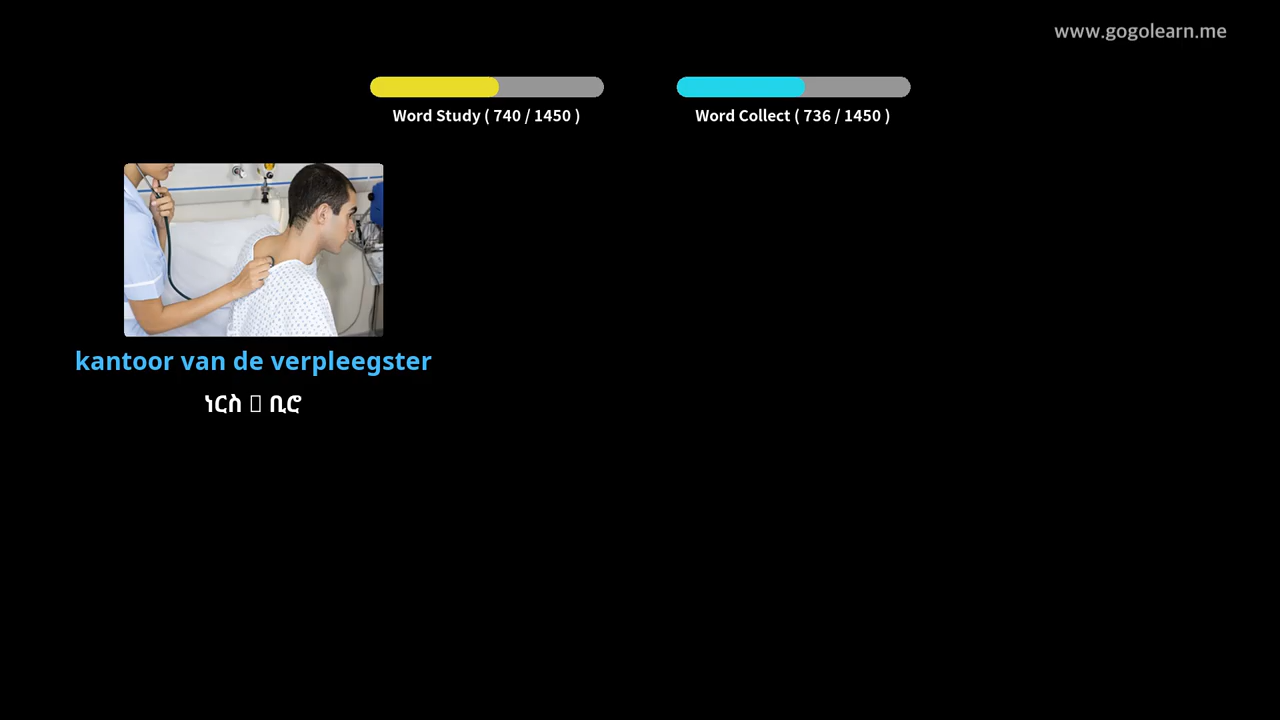 www.gogolearn.me
Word Study ( 740 / 1450 )
Word Collect ( 736 / 1450 )
kantoor van de verpleegster
ነርስ ቢሮ